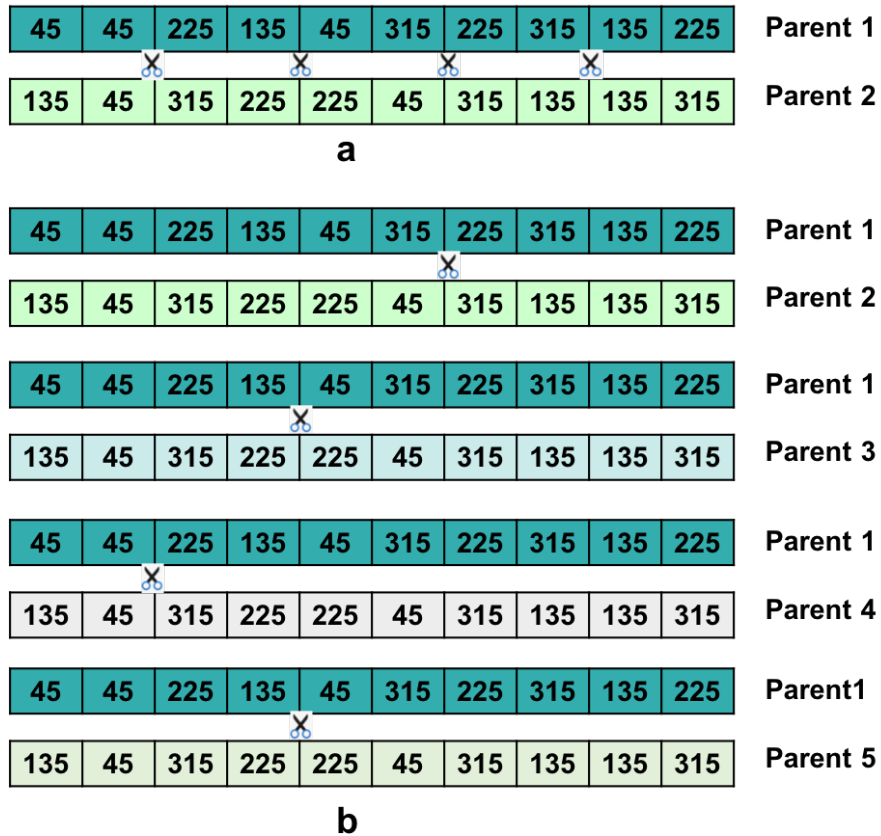 45 45 225 135 45 315 225 315 135 225 Parent 1
135 45 315 225 225 45 315 135 135 315 Parent 2
a
45 45 225 135 45 315 225 315 135 225 Parent 1
135 45 315 225 225 45 315 135 135 315 Parent 2
45 45 225 135 45 315 225 315 135 225 Parent 1
135 45 315 225 225 45 315 135 135 315 Parent 3
45 45 225 135 45 315 225 315 135 225 Parent 1
135 45 315 225 225 45 315 135 135 315 Parent 4
45 45 225 135 45 315 225 315 135 225 Parent1
135 45 315 225 225 45 315 135 135 315 Parent 5
b